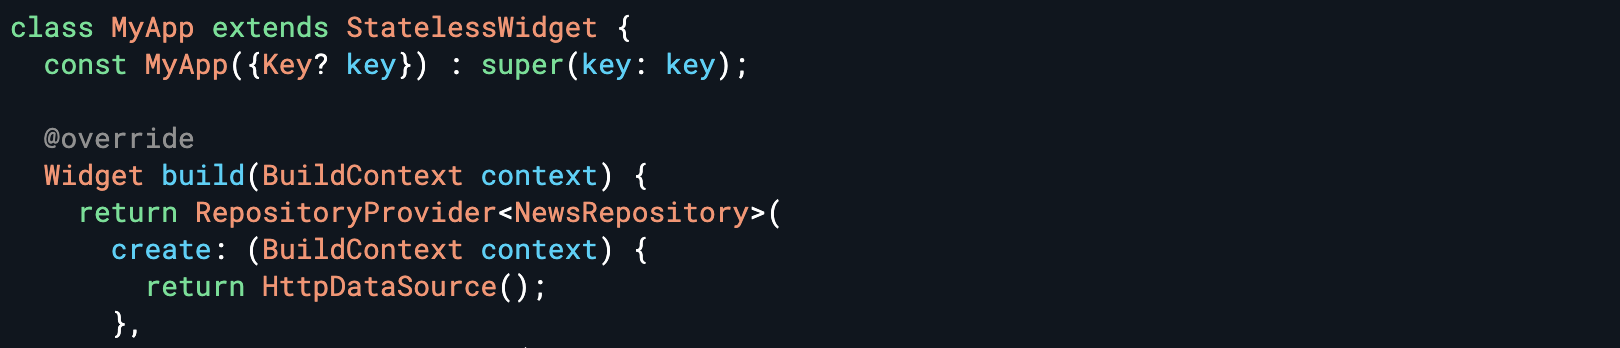 class MyApp extends StatelessWidget {
  const MyApp({Key? key}) : super(key: key);

  @override
  Widget build(BuildContext context) {
    return RepositoryProvider<NewsRepository>(
      create: (BuildContext context) {
        return HttpDataSource();
      },